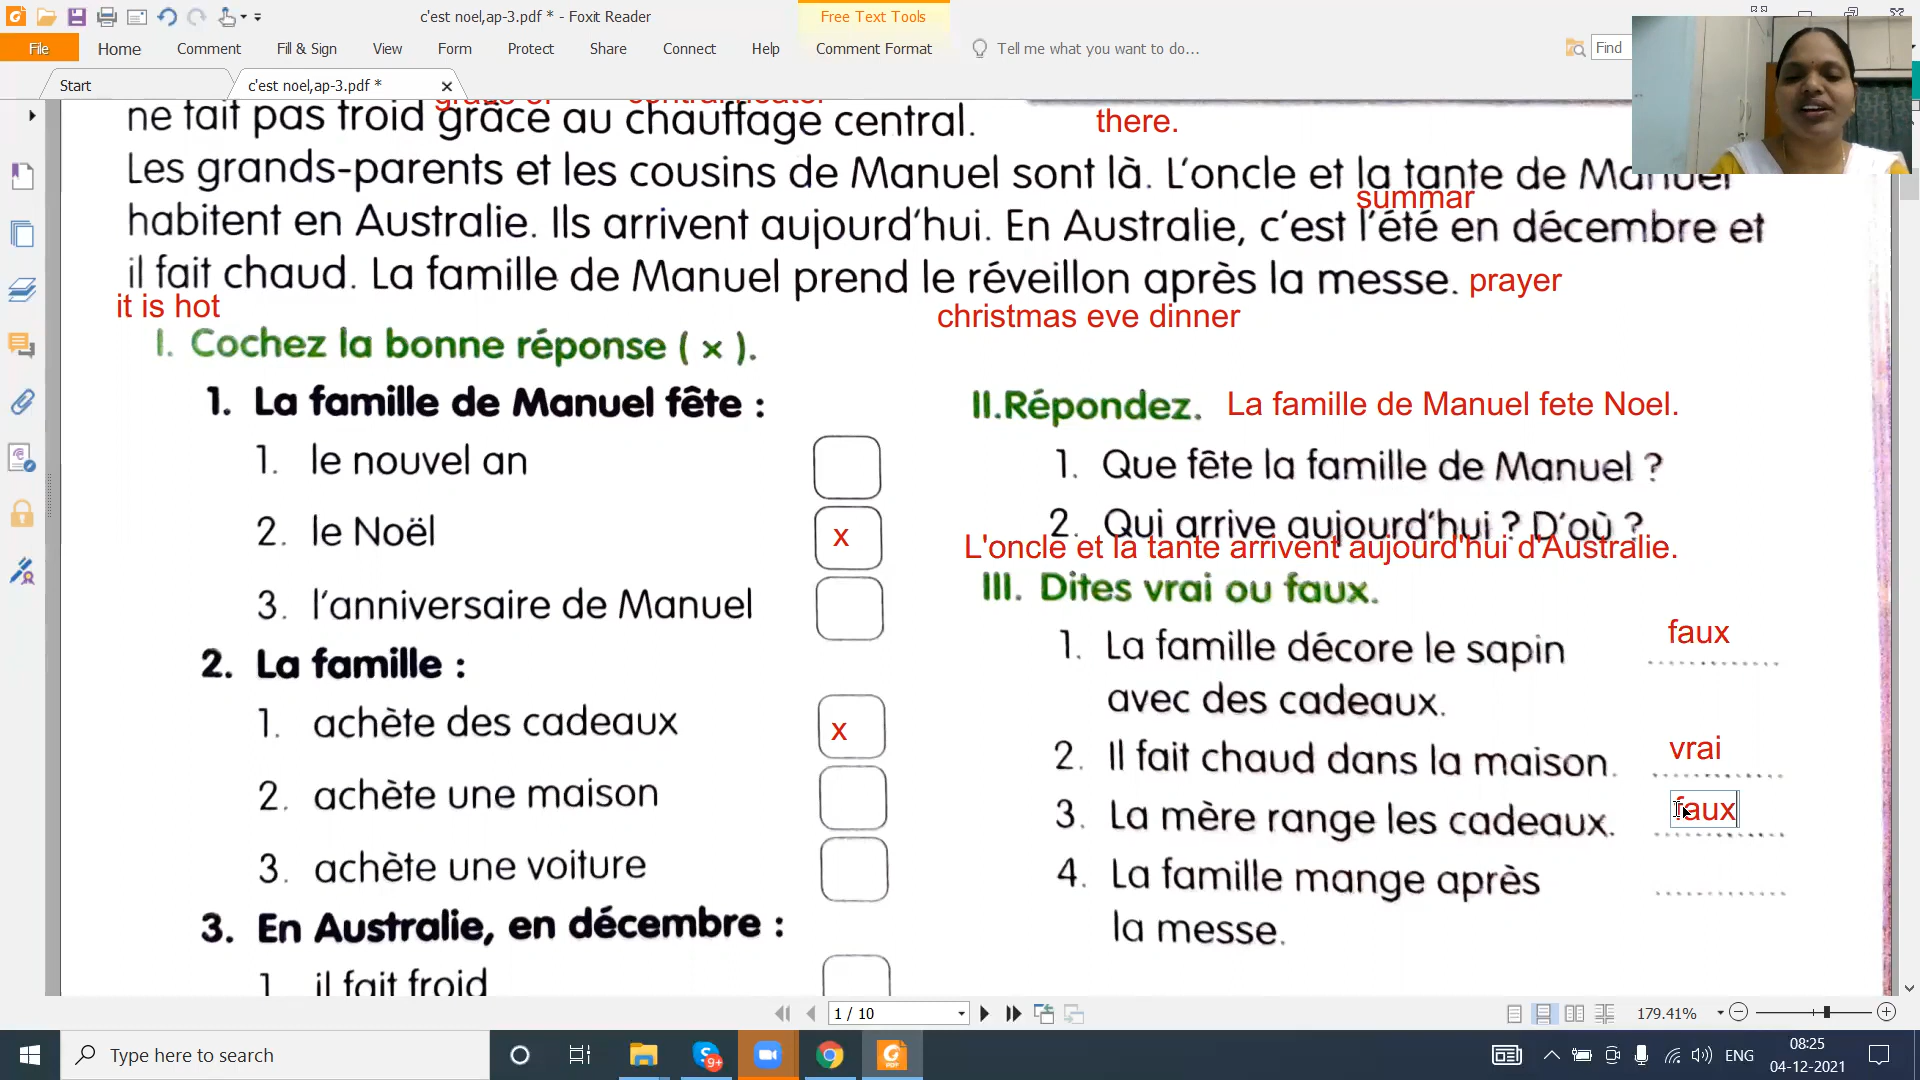 c'est noel,ap-3.pdf * - Foxit Reader
Free Text Tools
File Home Comment Fill & Sign View Form Protect Share Connect Help Comment Format Tell me what you want to do... Find
Start c'est noel,ap-3.pdf *
ne fait pas froid grâce au chauffage central.
there.
Les grands-parents et les cousins de Manuel sont là. L'oncle et la tante de Manuel
summar
habitent en Australie. Ils arrivent aujourd'hui. En Australie, c'est l'été en décembre et
il fait chaud. La famille de Manuel prend le réveillon après la messe. prayer
it is hot
christmas eve dinner
I. Cochez la bonne réponse ( x ).
1. La famille de Manuel fête :
1. le nouvel an
2. le Noël x
3. l'anniversaire de Manuel
2. La famille :
1. achète des cadeaux x
2. achète une maison
3. achète une voiture
3. En Australie, en décembre :
1. il fait froid
II.Répondez. La famille de Manuel fete Noel.
1. Que fête la famille de Manuel ?
2. Qui arrive aujourd'hui ? D'où ?
L'oncle et la tante arrivent aujourd'hui d'Australie.
III. Dites vrai ou faux.
1. La famille décore le sapin faux
avec des cadeaux.
2. Il fait chaud dans la maison. vrai
3. La mère range les cadeaux. faux
4. La famille mange après
la messe.
1 / 10
179.41%
Type here to search
9+
ENG
08:25
04-12-2021